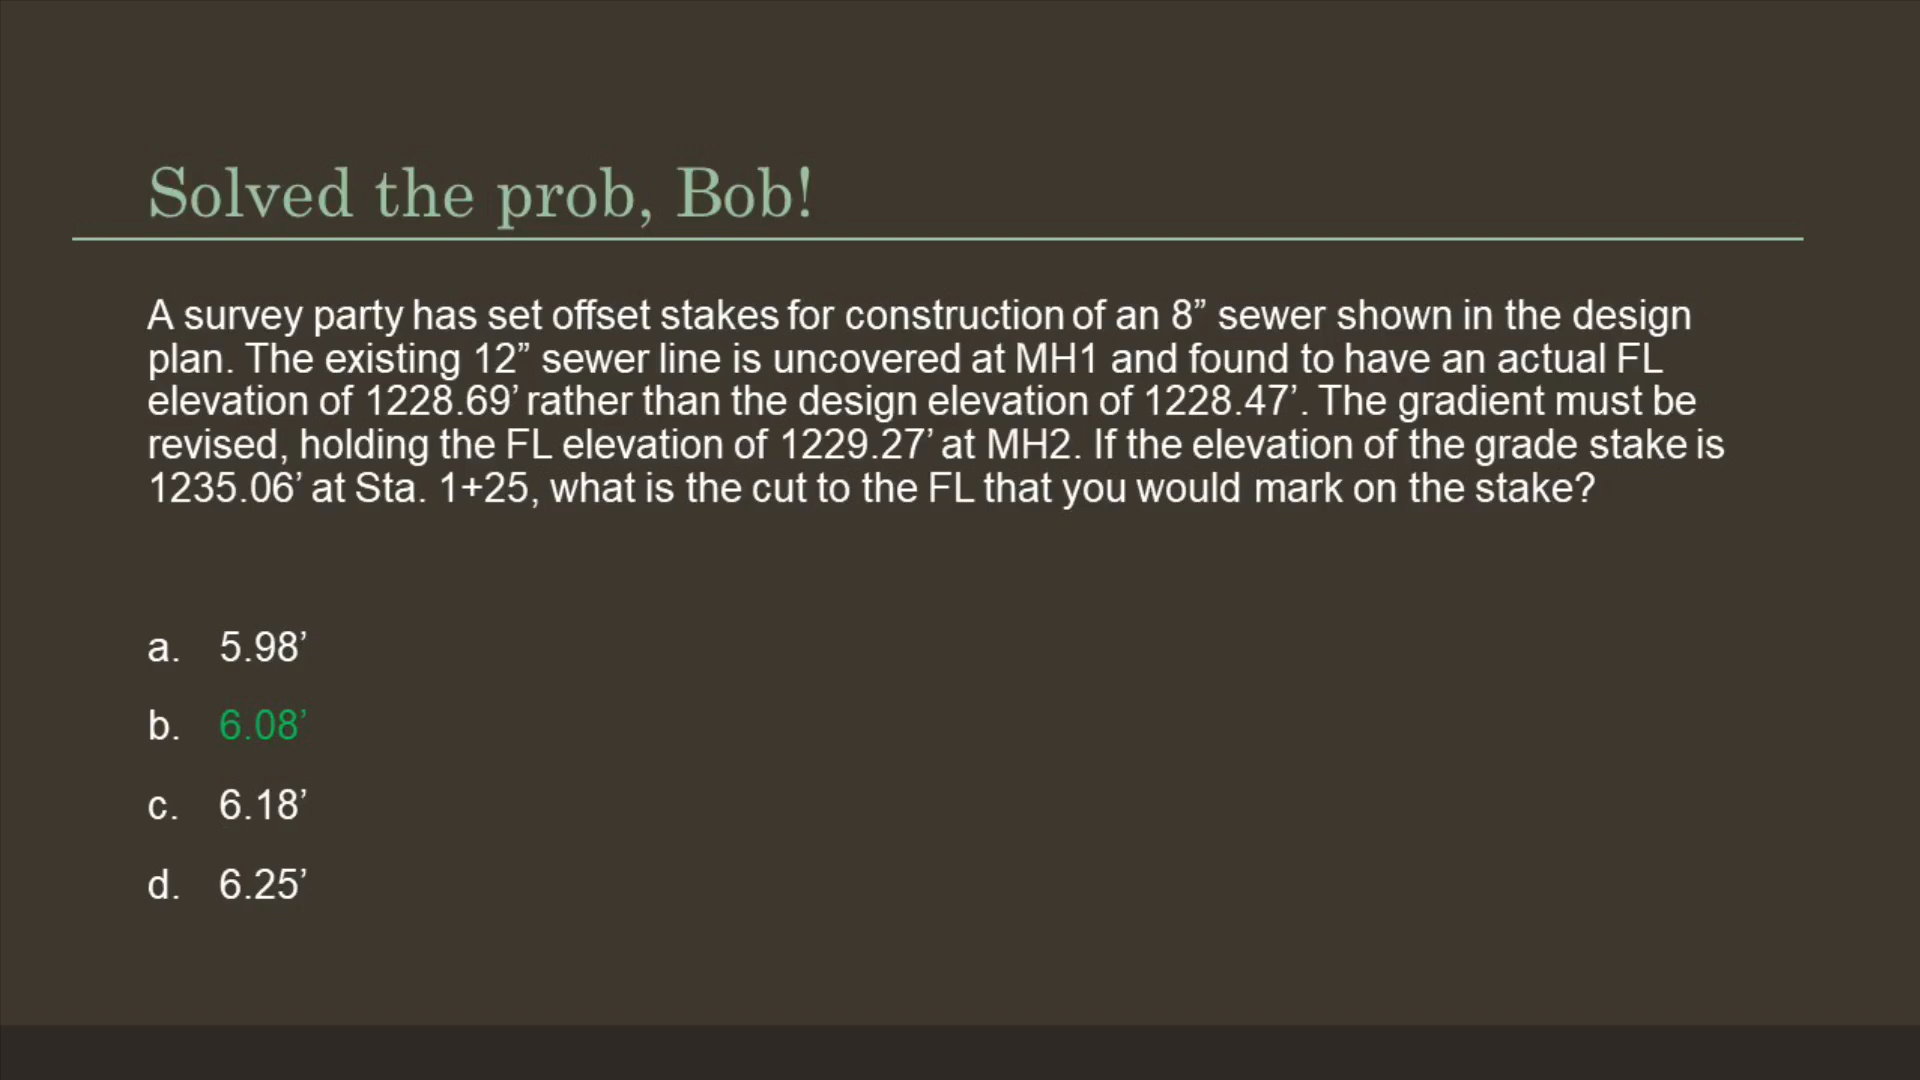 Solved the prob, Bob!
A survey party has set offset stakes for construction of an 8” sewer shown in the design
plan. The existing 12” sewer line is uncovered at MH1 and found to have an actual FL
elevation of 1228.69’ rather than the design elevation of 1228.47’. The gradient must be
revised, holding the FL elevation of 1229.27’ at MH2. If the elevation of the grade stake is
1235.06’ at Sta. 1+25, what is the cut to the FL that you would mark on the stake?
a. 5.98’
b. 6.08’
c. 6.18’
d. 6.25’